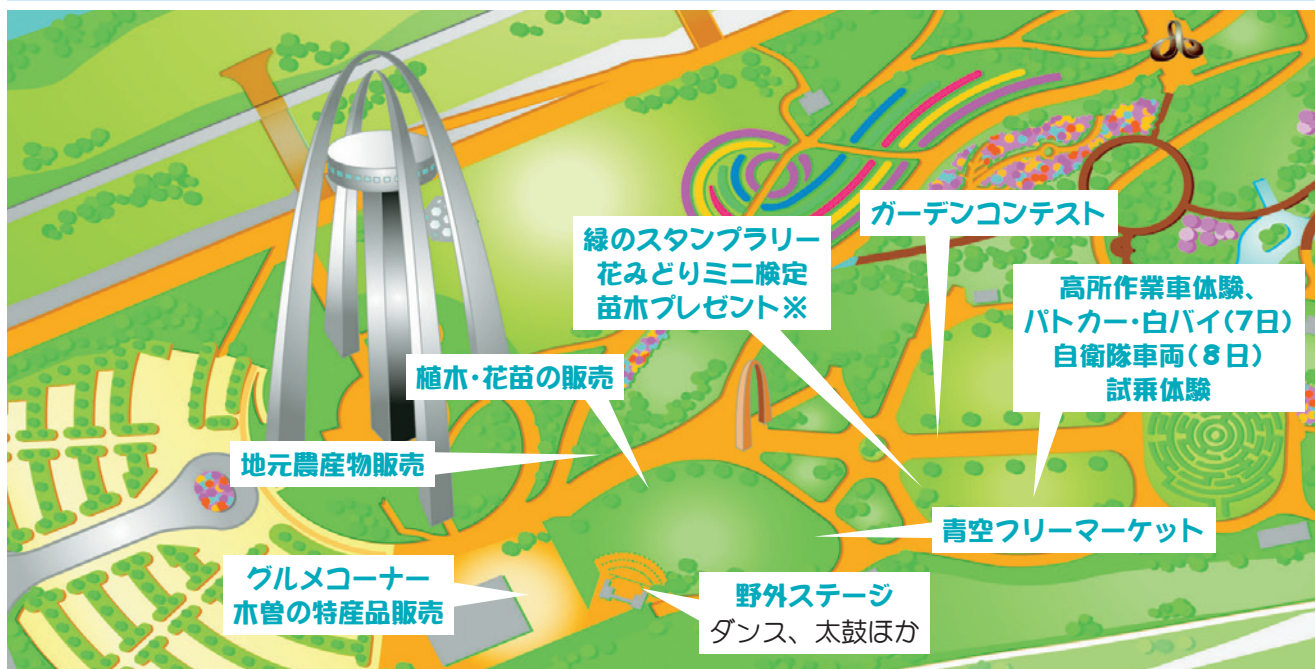 ガーデンコンテスト
緑のスタンプラリー
花みどりミニ検定
苗木プレゼント※
高所作業車体験、
パトカー・白バイ(7日)
自衛隊車両(8日)
試乗体験
植木・花苗の販売
地元農産物販売
青空フリーマーケット
グルメコーナー
木曽の特産品販売
野外ステージ
ダンス、太鼓ほか